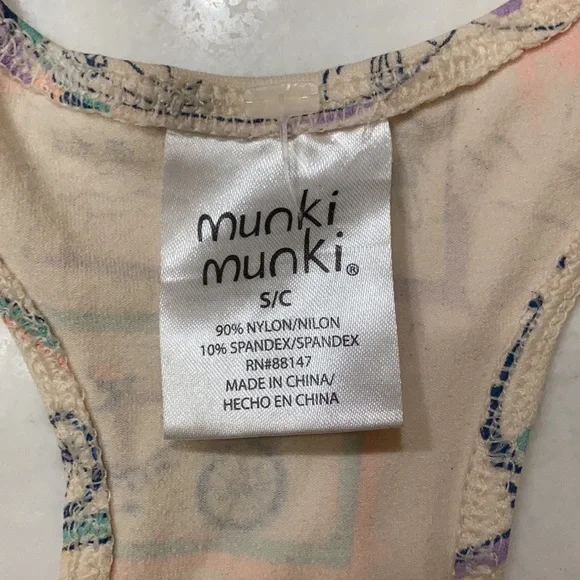 munki
munki®
S/C
90% NYLON/NILON
10% SPANDEX/SPANDEX
RN#88147
MADE IN CHINA/
HECHO EN CHINA